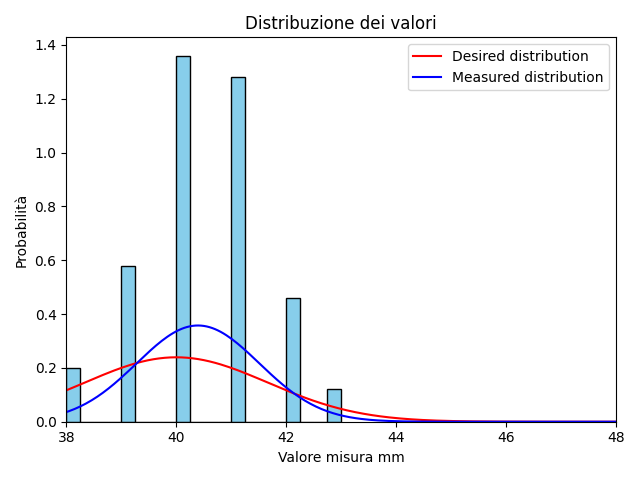 Distribuzione dei valori
Desired distribution
Measured distribution
Probabilità
1.4
1.2
1.0
0.8
0.6
0.4
0.2
0.0
38 40 42 44 46 48
Valore misura mm